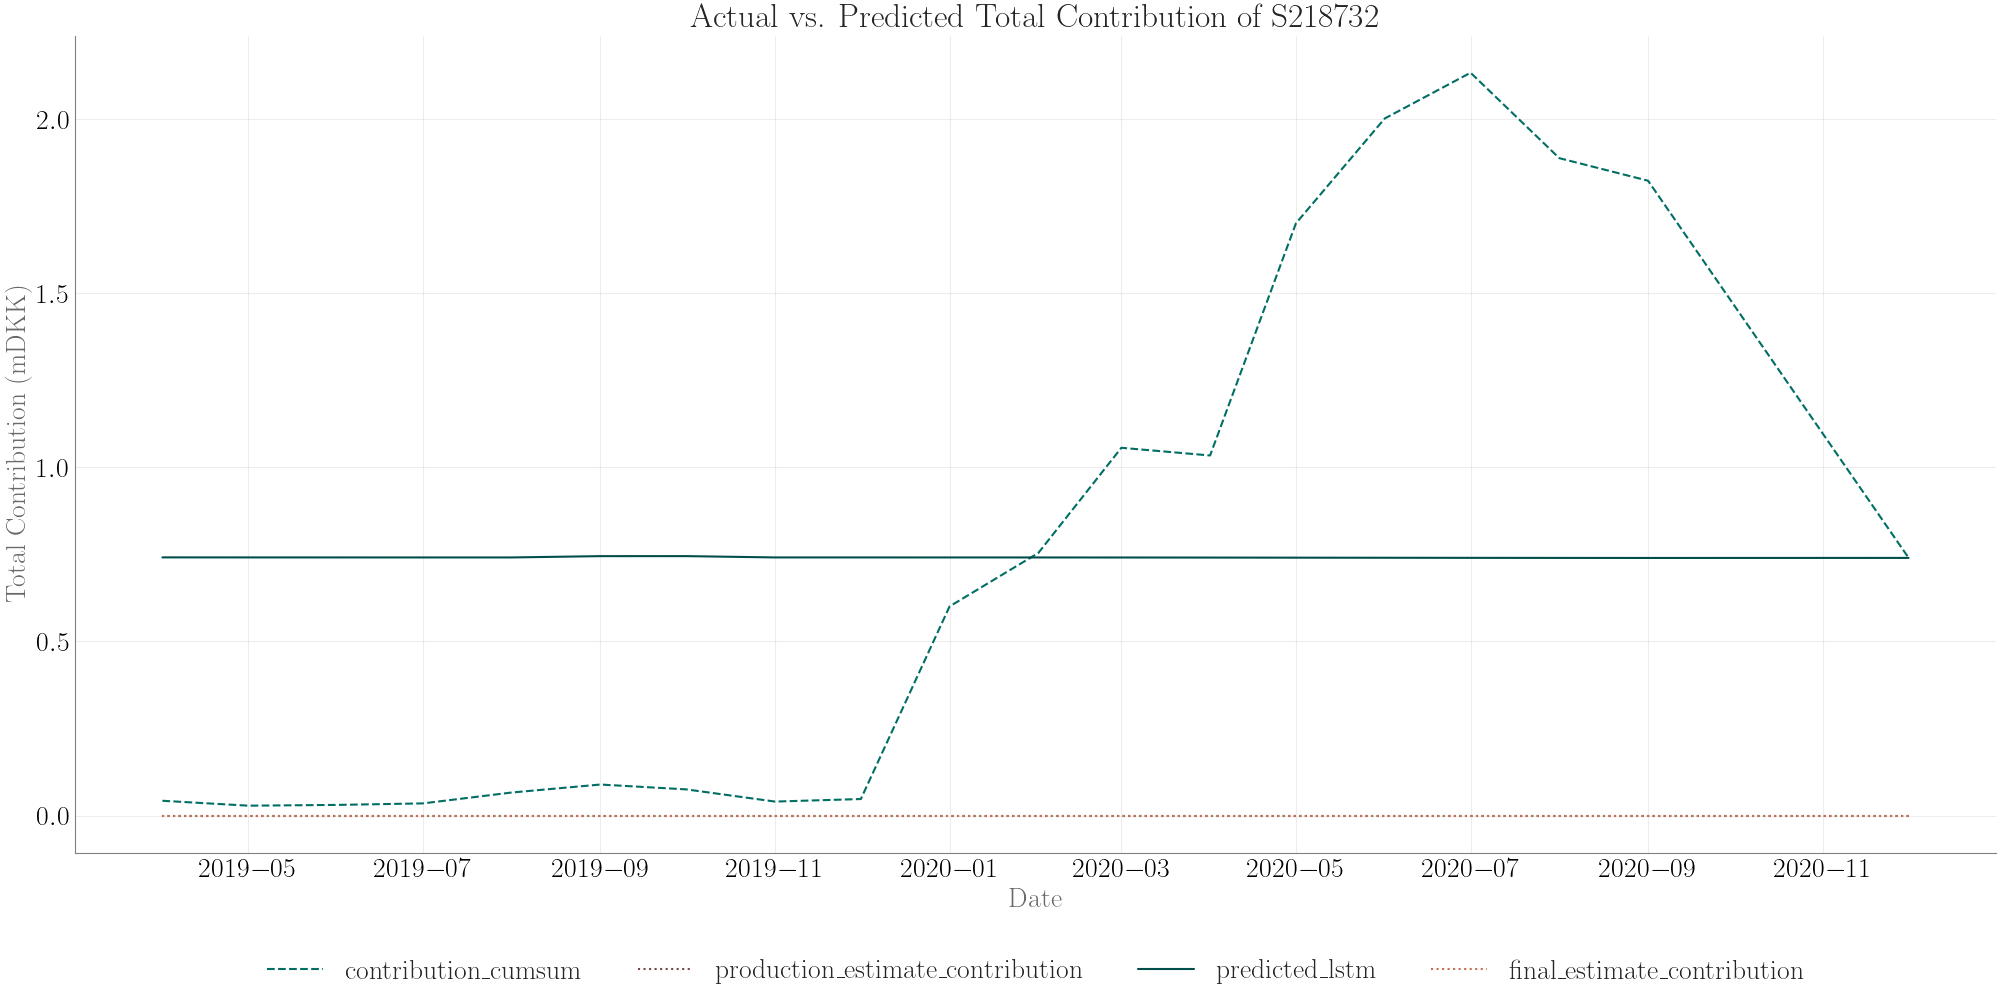 Actual vs. Predicted Total Contribution of S218732
Total Contribution (mDKK)
2.0
1.5
1.0
0.5
0.0
2019−05 2019−07 2019−09 2019−11 2020−01 2020−03 2020−05 2020−07 2020−09 2020−11
Date
contribution_cumsum production_estimate_contribution predicted_lstm final_estimate_contribution